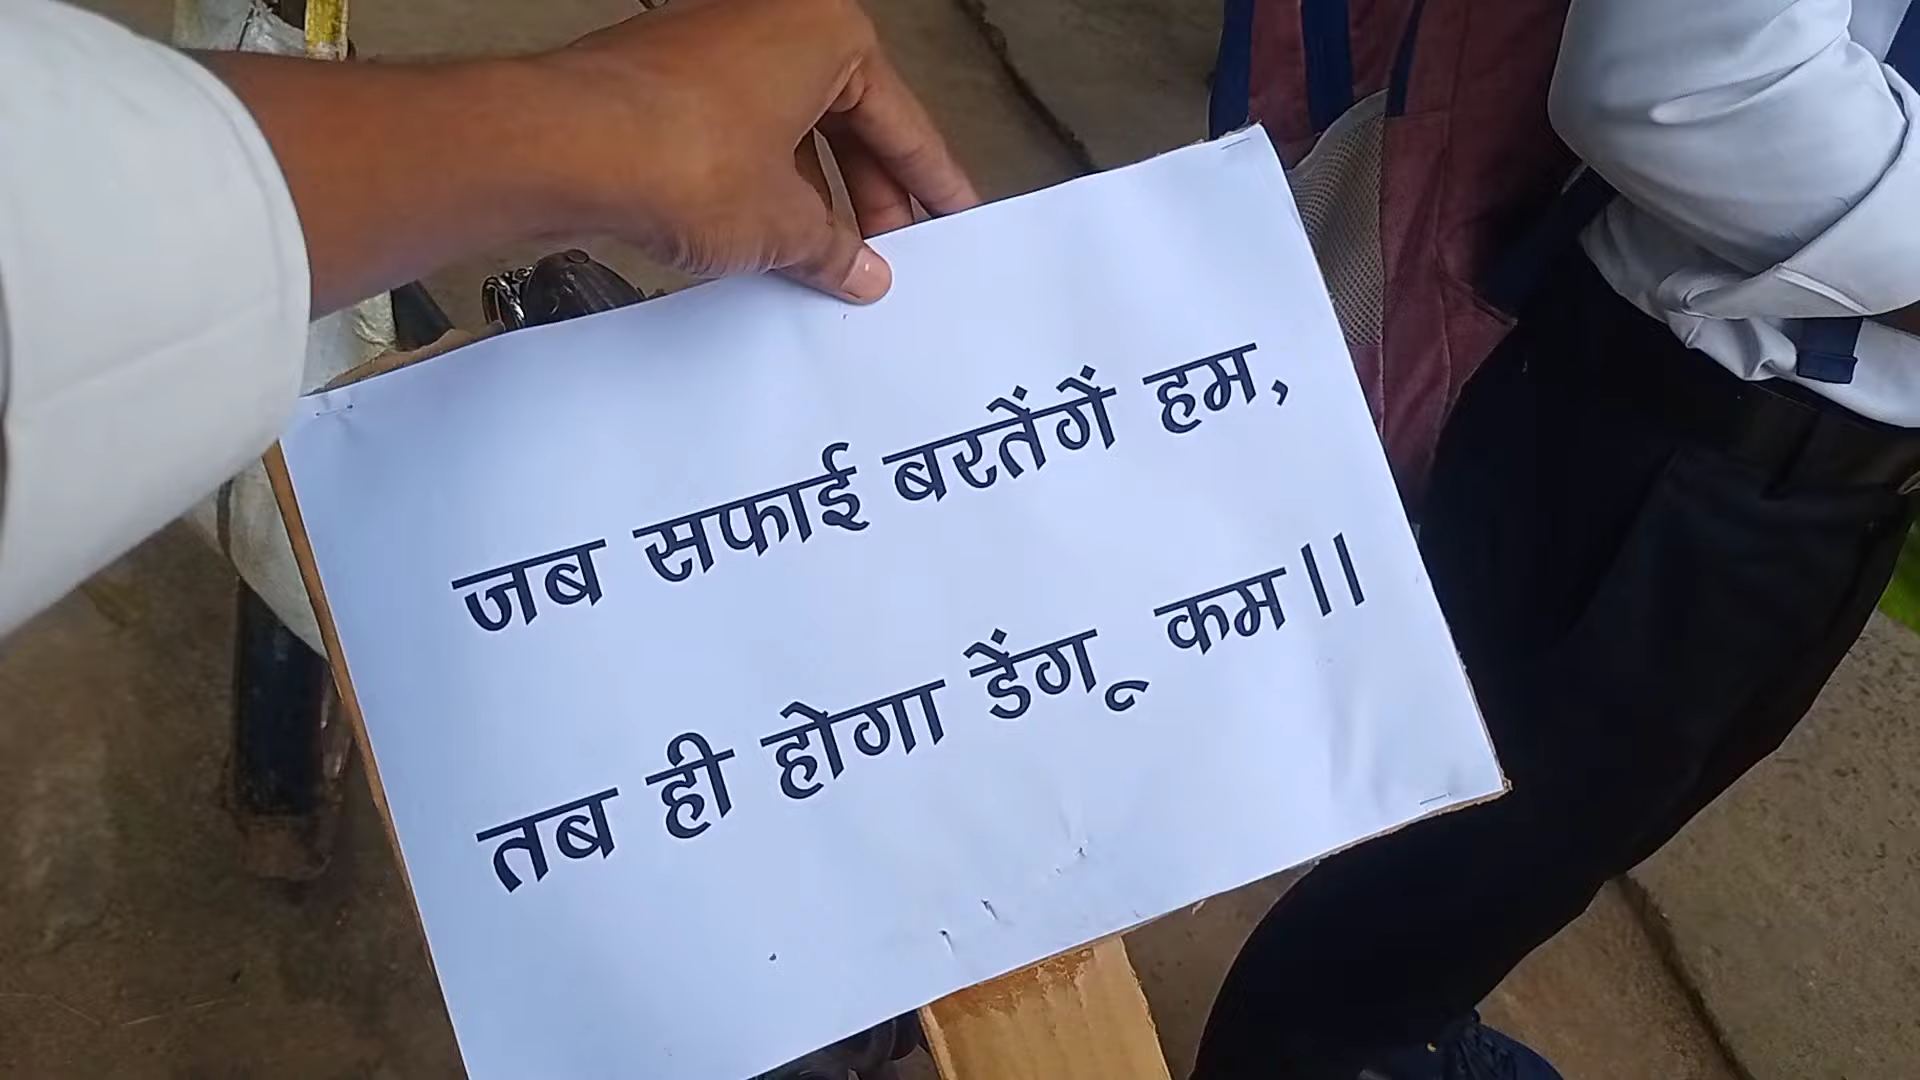 जब सफाई बरतेंगें हम,
तब ही होगा डेंगू कम।।